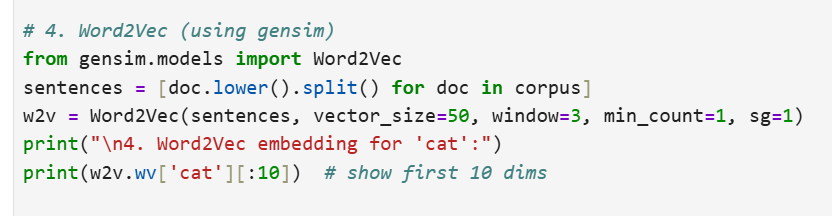 # 4. Word2Vec (using gensim)
from gensim.models import Word2Vec
sentences = [doc.lower().split() for doc in corpus]
w2v = Word2Vec(sentences, vector_size=50, window=3, min_count=1, sg=1)
print("\n4. Word2Vec embedding for 'cat':")
print(w2v.wv['cat'][:10])  # show first 10 dims